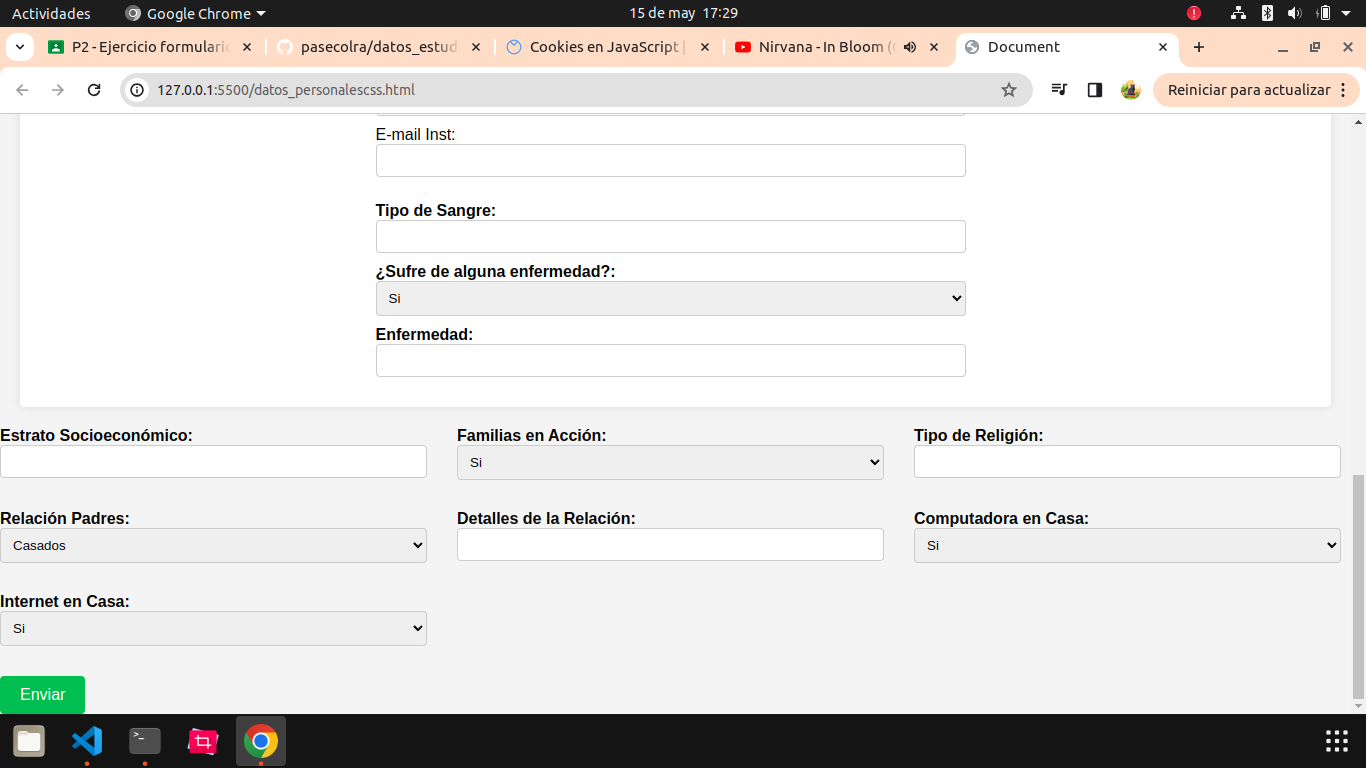 Actividades Google Chrome 15 de may 17:29
P2 - Ejercicio formulario pasecolra/datos_estud Cookies en JavaScript | Nirvana - In Bloom ( Document
127.0.0.1:5500/datos_personalescss.html Reiniciar para actualizar
E-mail Inst:
Tipo de Sangre:
¿Sufre de alguna enfermedad?:
Si
Enfermedad:
Estrato Socioeconómico: Familias en Acción: Tipo de Religión:
Si
Relación Padres: Detalles de la Relación: Computadora en Casa:
Casados Si
Internet en Casa:
Si
Enviar